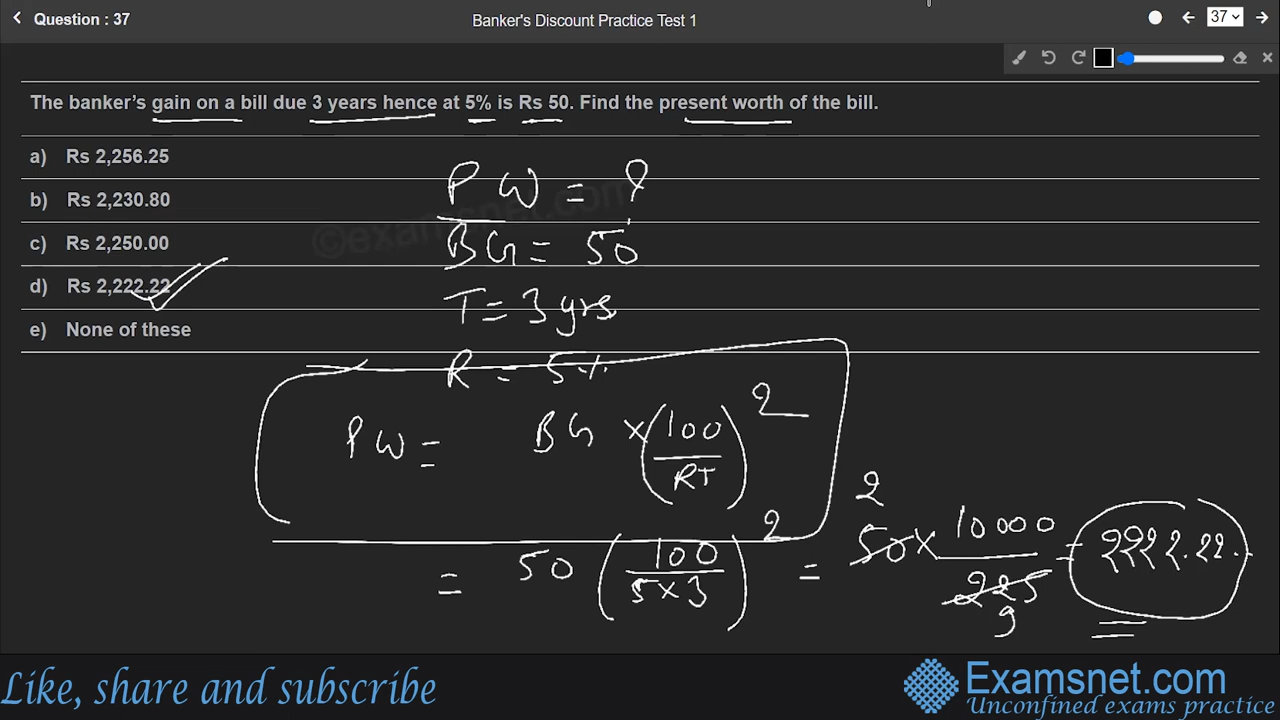 Question : 37
Banker's Discount Practice Test 1
37
The banker's gain on a bill due 3 years hence at 5% is Rs 50. Find the present worth of the bill.
a) Rs 2,256.25
b) Rs 2,230.80
c) Rs 2,250.00
d) Rs 2,222.22
e) None of these
©examsnet.com
PW = ?
BG = 50
T = 3 yrs
R = 5%
PW = BG × (100/RT)2
= 50 (100/5×3)2 = 50 × 10000/225 = 2222.22
2
9
Like, share and subscribe
Examsnet.com
Unconfined exams practice